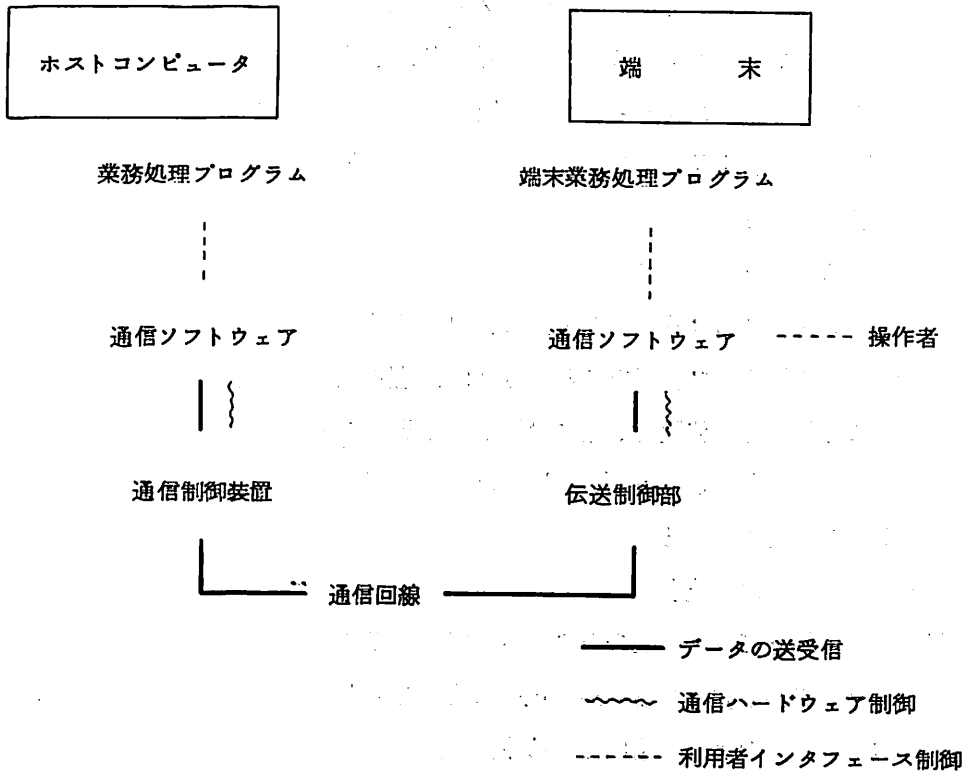 ホストコンピュータ
端 末
業務処理プログラム
端末業務処理プログラム
通信ソフトウェア
通信ソフトウェア
操作者
通信制御装置
伝送制御部
通信回線
データの送受信
通信ハードウェア制御
利用者インタフェース制御